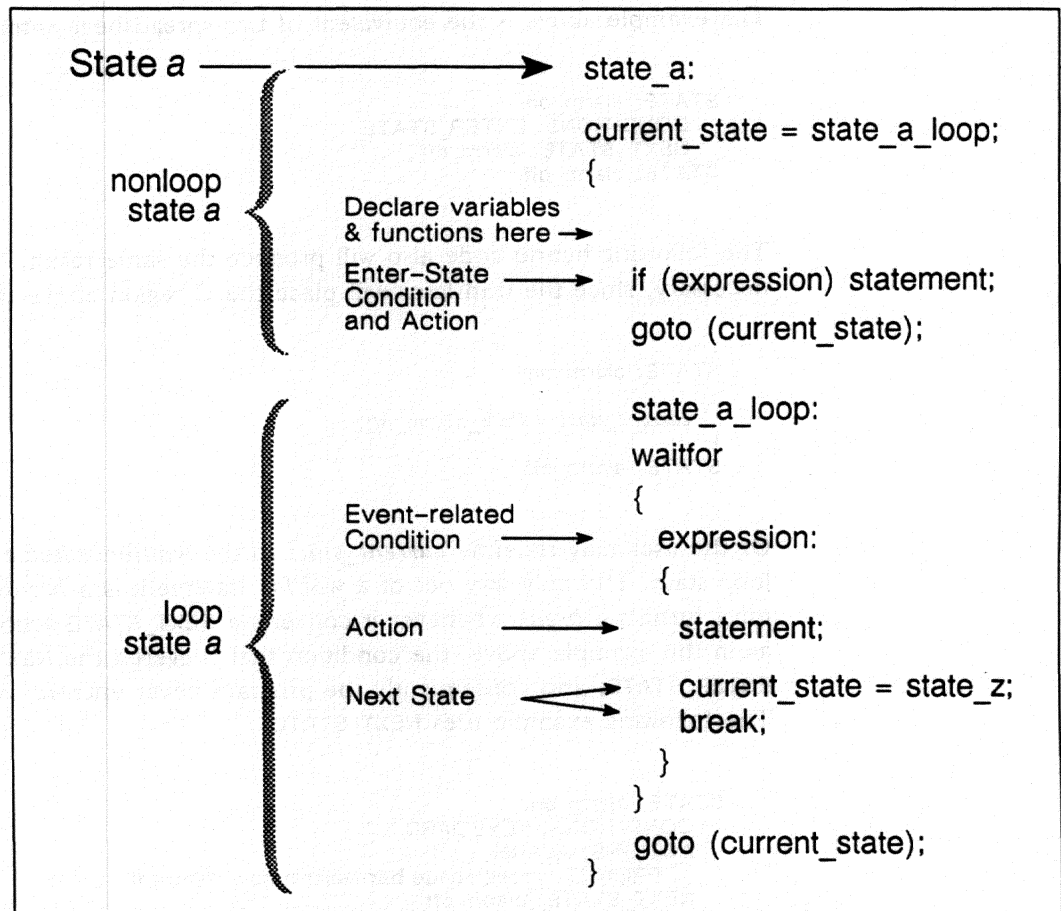 State a
state_a:
current_state = state_a_loop;
{
nonloop
state a
Declare variables
& functions here
Enter-State
Condition
and Action
if (expression) statement;
goto (current_state);
state_a_loop:
waitfor
{
Event-related
Condition
expression:
{
loop
state a
Action
statement;
Next State
current_state = state_z;
break;
}
}
goto (current_state);
}